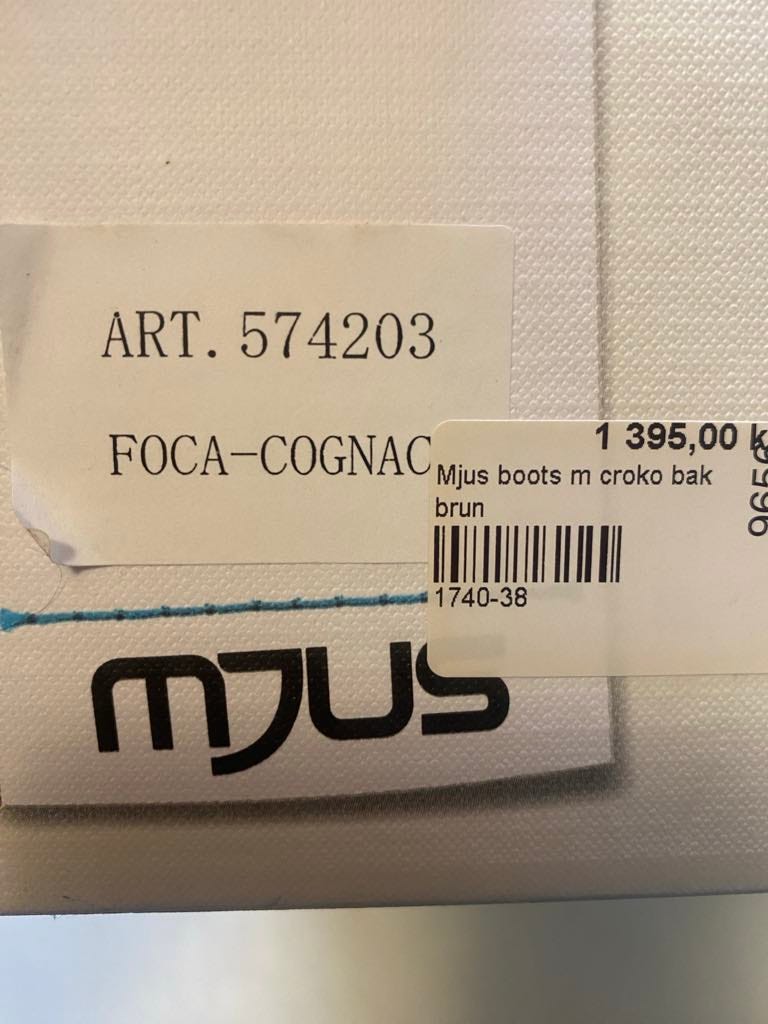 ART. 574203
FOCA-COGNAC
1 395,00 k
Mjus boots m croko bak
brun
1740-38
mjus